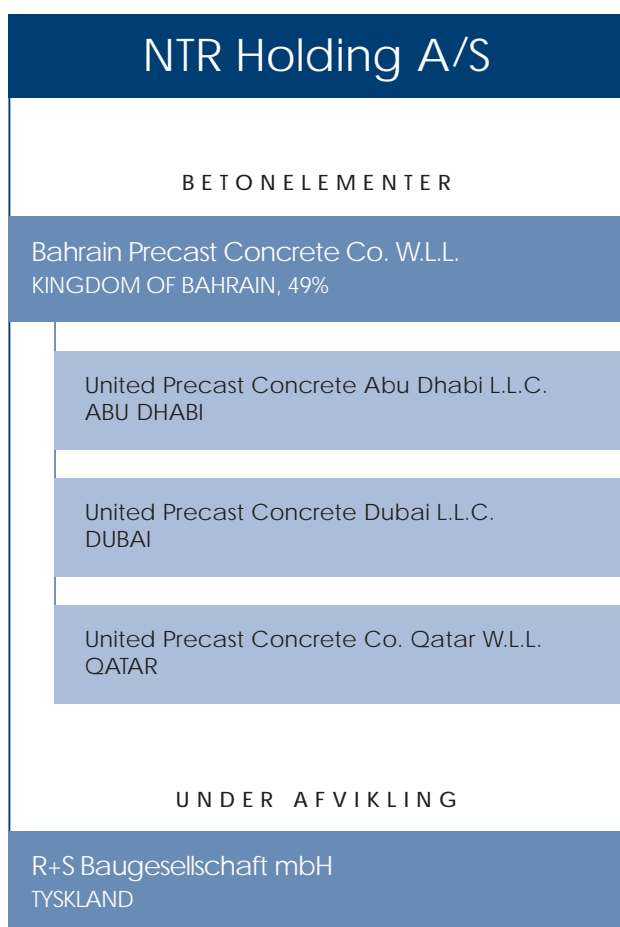 NTR Holding A/S
BETONELEMENTER
Bahrain Precast Concrete Co. W.L.L.
KINGDOM OF BAHRAIN, 49%
United Precast Concrete Abu Dhabi L.L.C.
ABU DHABI
United Precast Concrete Dubai L.L.C.
DUBAI
United Precast Concrete Co. Qatar W.L.L.
QATAR
UNDER AFVIKLING
R+S Baugesellschaft mbH
TYSKLAND